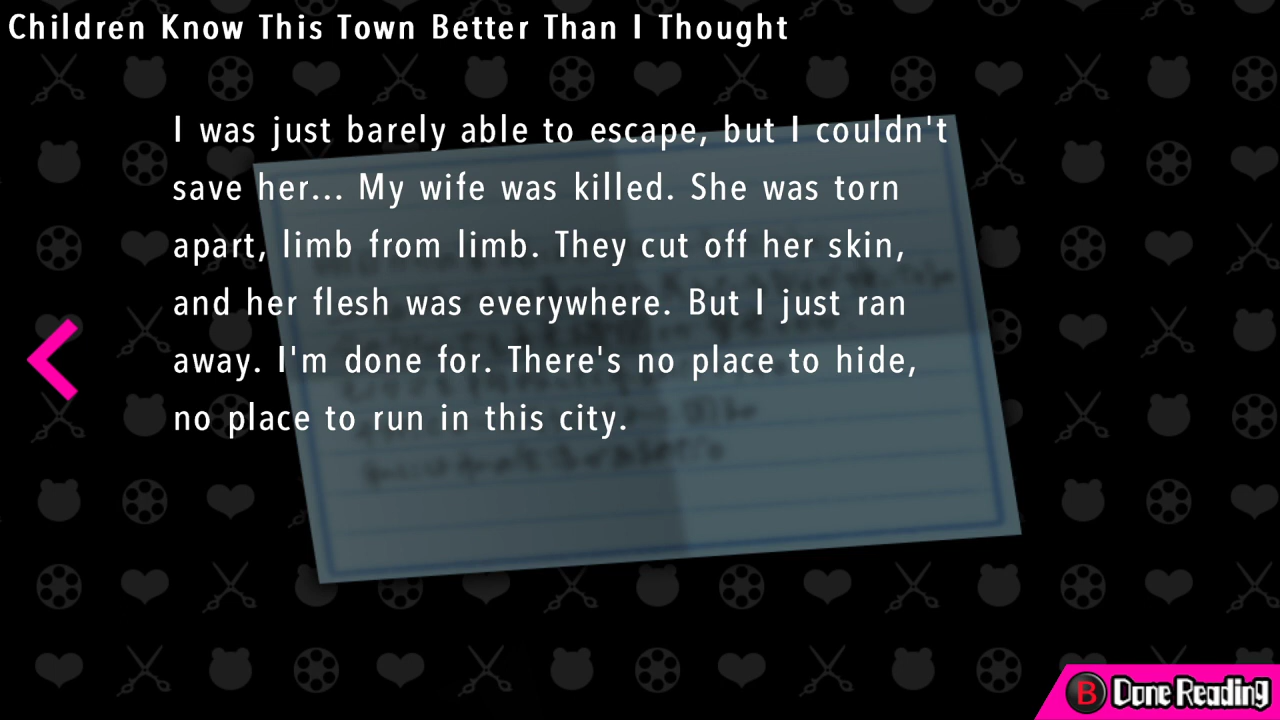 Children Know This Town Better Than I Thought
I was just barely able to escape, but I couldn't
save her... My wife was killed. She was torn
apart, limb from limb. They cut off her skin,
and her flesh was everywhere. But I just ran
away. I'm done for. There's no place to hide,
no place to run in this city.
B Done Reading